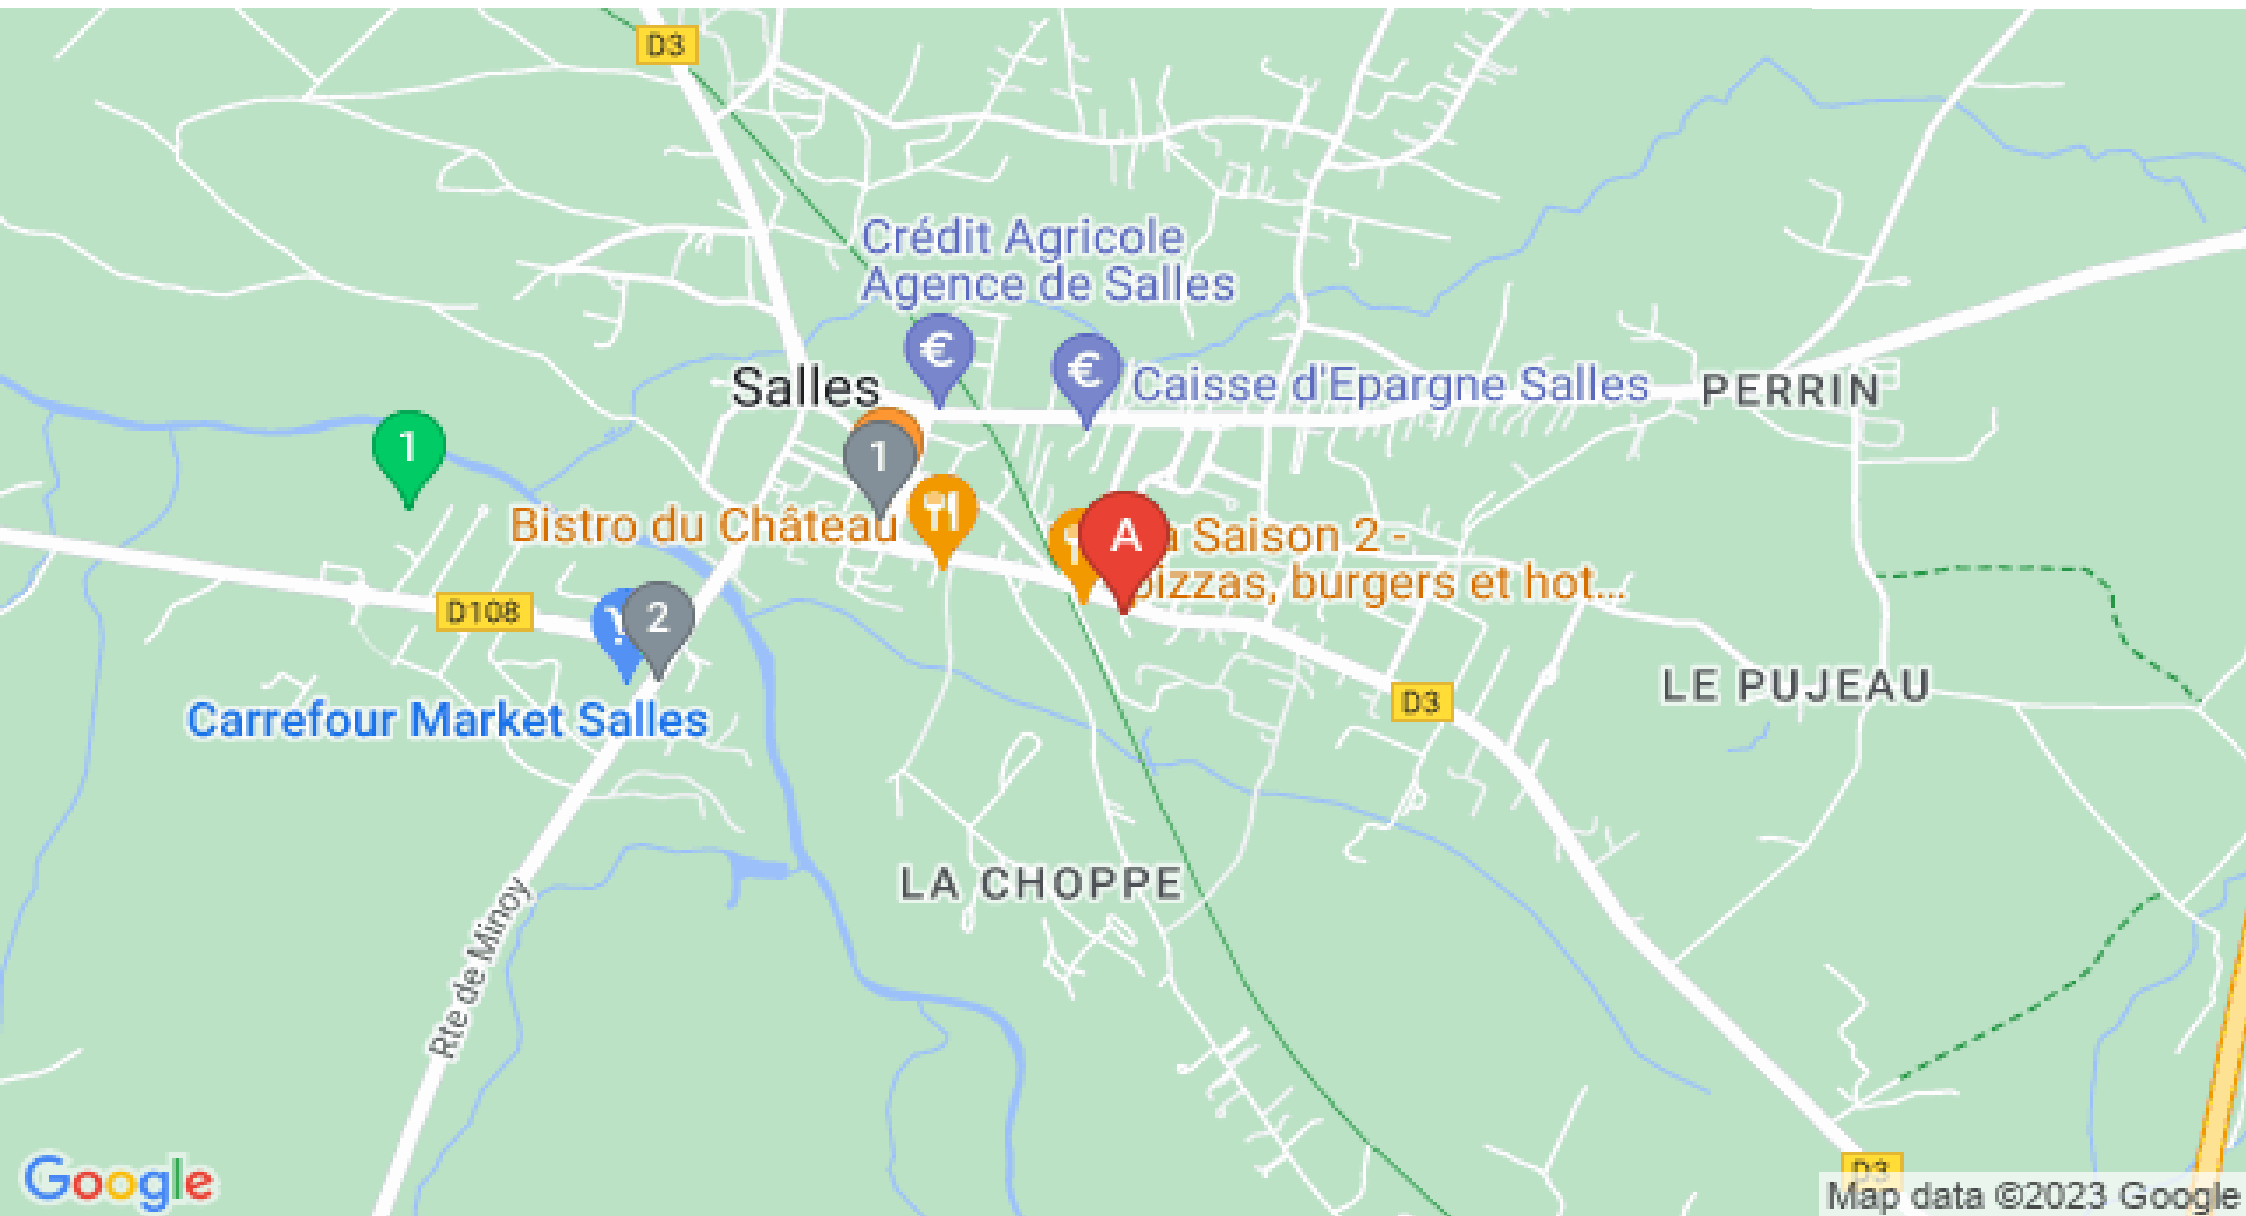 D3
Crédit Agricole
Agence de Salles
€
€
Salles
Caisse d'Epargne Salles
PERRIN
1
1
Bistro du Château
A
Saison 2 -
pizzas, burgers et hot...
D108
2
Carrefour Market Salles
D3
LE PUJEAU
LA CHOPPE
Rte de Minoy
Google
D3
Map data ©2023 Google